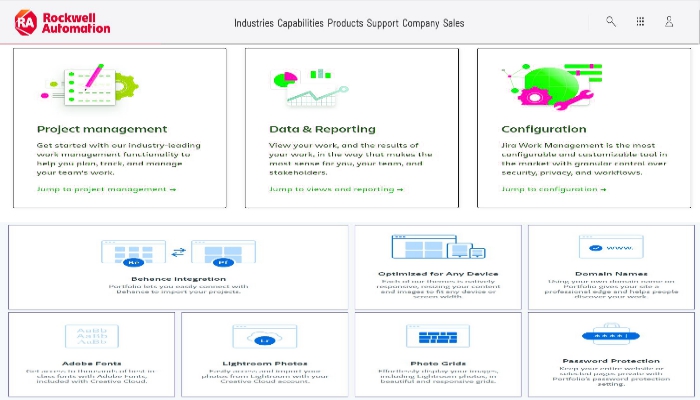 RA
Rockwell
Automation
Industries Capabilities Products Support Company Sales
Project management
Get started with our industry-leading
work management functionality to
help you plan, track, and manage
your team's work.
Jump to project management →
Data & Reporting
View your work, and the results of
your work, in the way that makes the
most sense for you, your team, and
stakeholders.
Jump to views and reporting →
Configuration
Jira Work Management is the most
configurable and customizable tool in
the market with granular control over
security, privacy, and workflows.
Jump to configuration →
Be
Pf
Behance Integration
Portfolio lets you easily connect with
Behance to import your projects.
Optimized for Any Device
Each of our themes is natively
responsive, resizing your content
and images to fit any device or
screen width.
www.
Domain Names
Using your own domain name on
Portfolio gives your site a
professional edge and helps people
discover your work.
AaBb
AaBb
AaBb
Adobe Fonts
Get access to thousands of best in
class fonts with Adobe Fonts,
included with Creative Cloud.
Lr
Lightroom Photos
Easily access and import your
photos from Lightroom with your
Creative Cloud account.
Photo Grids
Effortlessly display your images,
including Lightroom photos, in
beautiful and responsive grids.
Password Protection
Keep your entire website or
selected pages private with
Portfolio's password protection
setting.